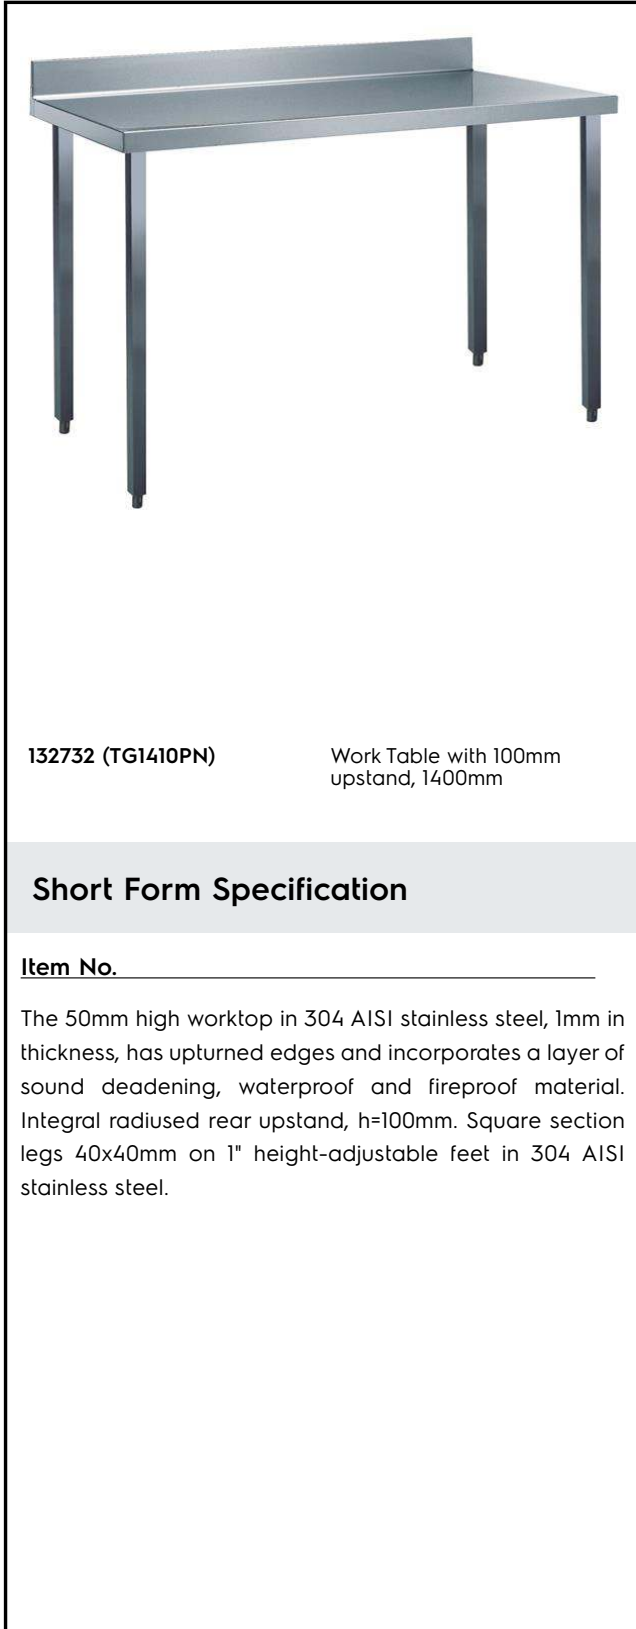 132732 (TG1410PN)
Work Table with 100mm
upstand, 1400mm
Short Form Specification
Item No.
The 50mm high worktop in 304 AISI stainless steel, 1mm in
thickness, has upturned edges and incorporates a layer of
sound deadening, waterproof and fireproof material.
Integral radiused rear upstand, h=100mm. Square section
legs 40x40mm on 1" height-adjustable feet in 304 AISI
stainless steel.